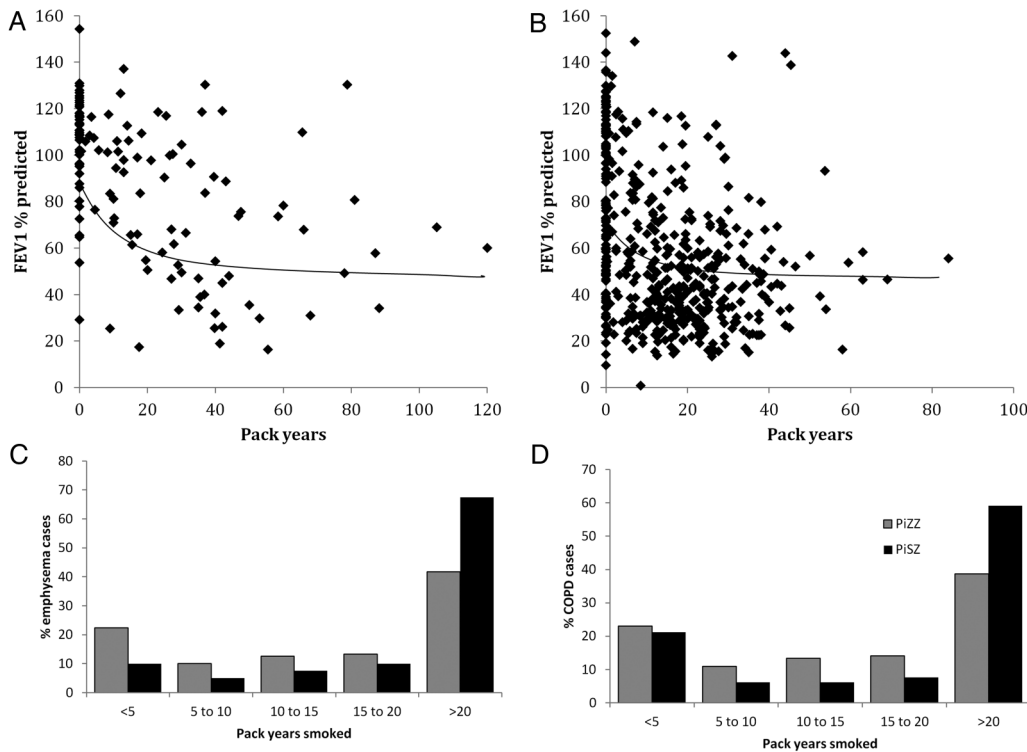 A
160
140
120
100
80
60
40
20
0
FEV1 % predicted
0 20 40 60 80 100 120
Pack years
B
160
140
120
100
80
60
40
20
0
FEV1 % predicted
0 20 40 60 80 100
Pack years
C
80
70
60
50
40
30
20
10
0
% emphysema cases
<5 5 to 10 10 to 15 15 to 20 >20
Pack years smoked
D
70
60
50
40
30
20
10
0
% COPD cases
PiZZ
PiSZ
<5 5 to 10 10 to 15 15 to 20 >20
Pack years smoked